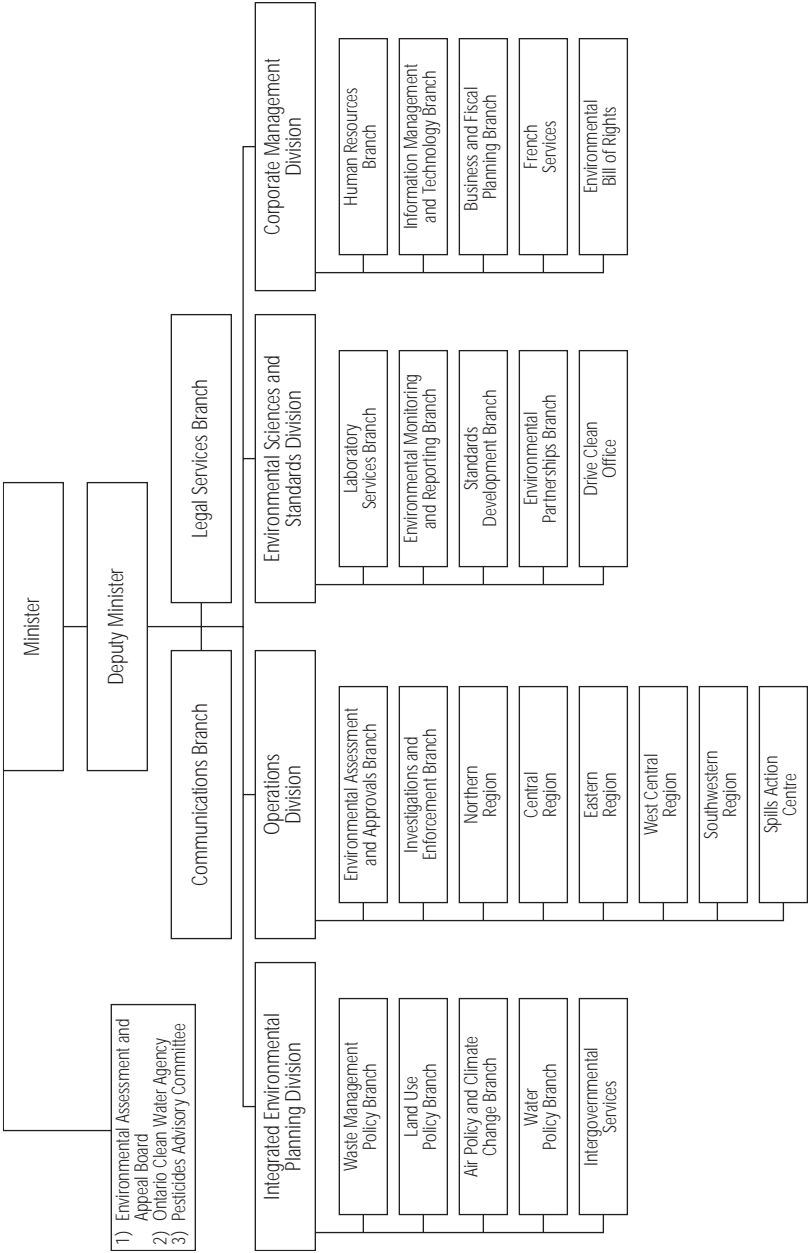 Minister
Deputy Minister
1) Environmental Assessment and
Appeal Board
2) Ontario Clean Water Agency
3) Pesticides Advisory Committee
Communications Branch
Legal Services Branch
Integrated Environmental
Planning Division
Waste Management
Policy Branch
Land Use
Policy Branch
Air Policy and Climate
Change Branch
Water
Policy Branch
Intergovernmental
Services
Operations
Division
Environmental Assessment
and Approvals Branch
Investigations and
Enforcement Branch
Northern
Region
Central
Region
Eastern
Region
West Central
Region
Southwestern
Region
Spills Action
Centre
Environmental Sciences and
Standards Division
Laboratory
Services Branch
Environmental Monitoring
and Reporting Branch
Standards
Development Branch
Environmental
Partnerships Branch
Drive Clean
Office
Corporate Management
Division
Human Resources
Branch
Information Management
and Technology Branch
Business and Fiscal
Planning Branch
French
Services
Environmental
Bill of Rights